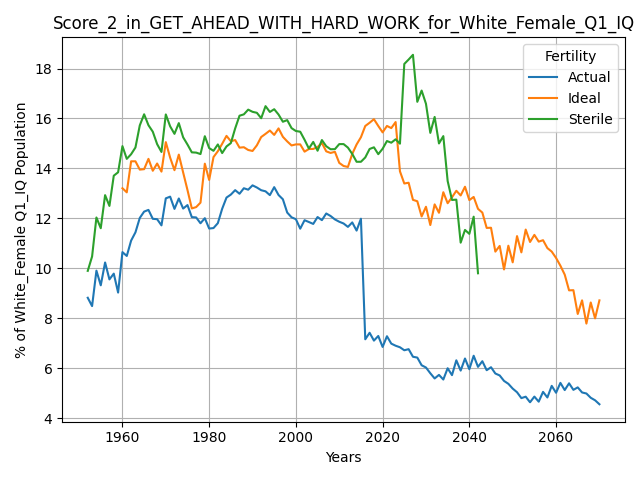 Score_2_in_GET_AHEAD_WITH_HARD_WORK_for_White_Female_Q1_IQ
Fertility
Actual
Ideal
Sterile
% of White_Female Q1_IQ Population
18
16
14
12
10
8
6
4
1960 1980 2000 2020 2040 2060
Years